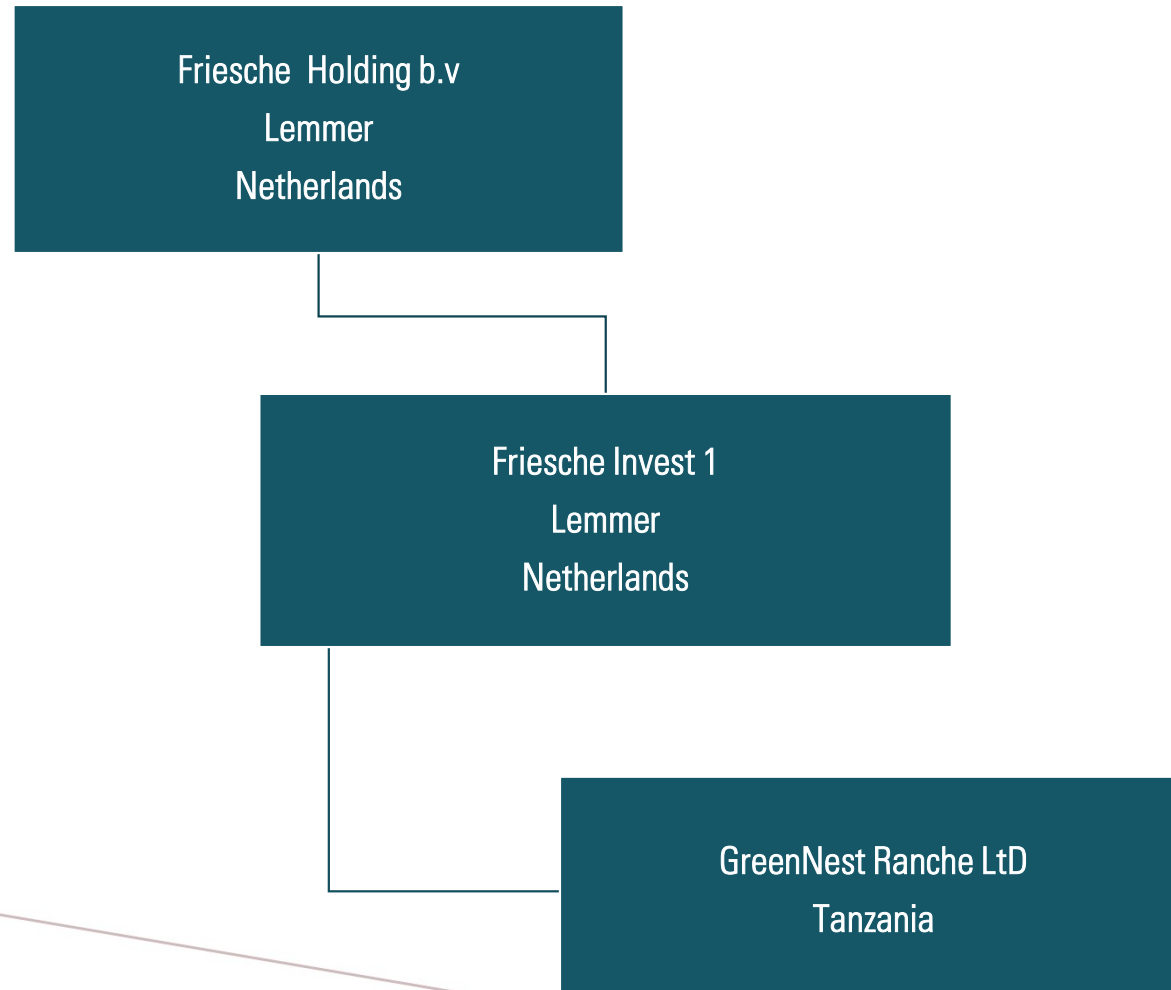 Friesche Holding b.v
Lemmer
Netherlands
Friesche Invest 1
Lemmer
Netherlands
GreenNest Ranche LtD
Tanzania